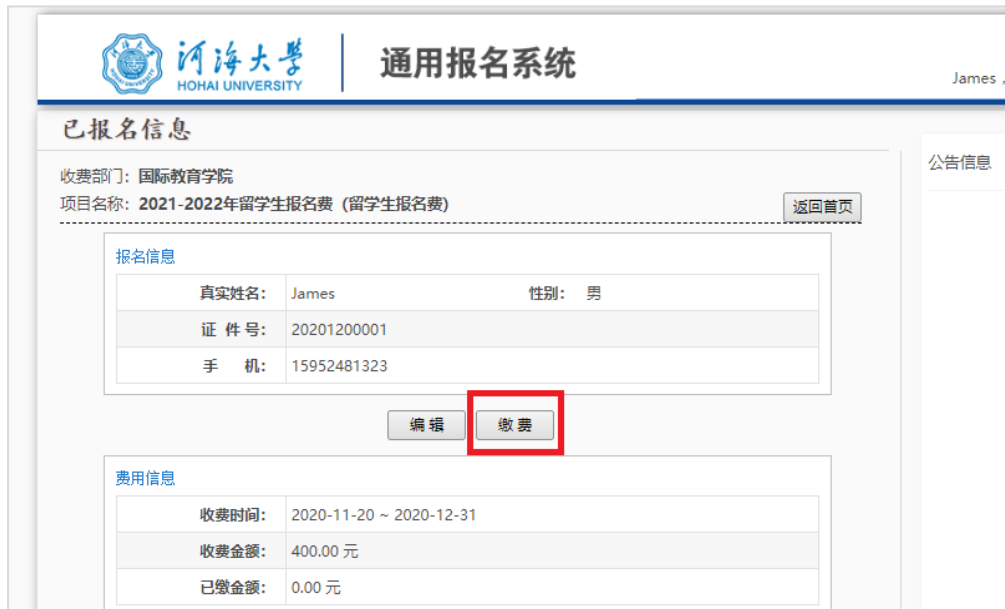 河海大学
HOHAI UNIVERSITY
通用报名系统
James，
已报名信息
公告信息
收费部门：国际教育学院
项目名称：2021-2022年留学生报名费（留学生报名费）
返回首页
报名信息
真实姓名： James 性别： 男
证 件 号： 20201200001
手 机： 15952481323
编 辑 缴 费
费用信息
收费时间： 2020-11-20 ~ 2020-12-31
收费金额： 400.00 元
已缴金额： 0.00 元